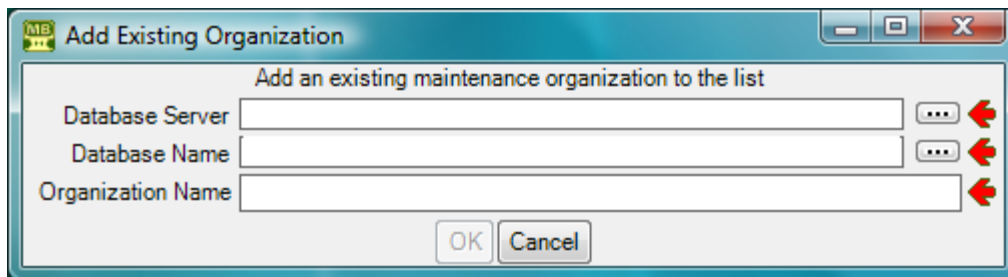 MB
Add Existing Organization
Add an existing maintenance organization to the list
Database Server
...
Database Name
...
Organization Name
OK Cancel